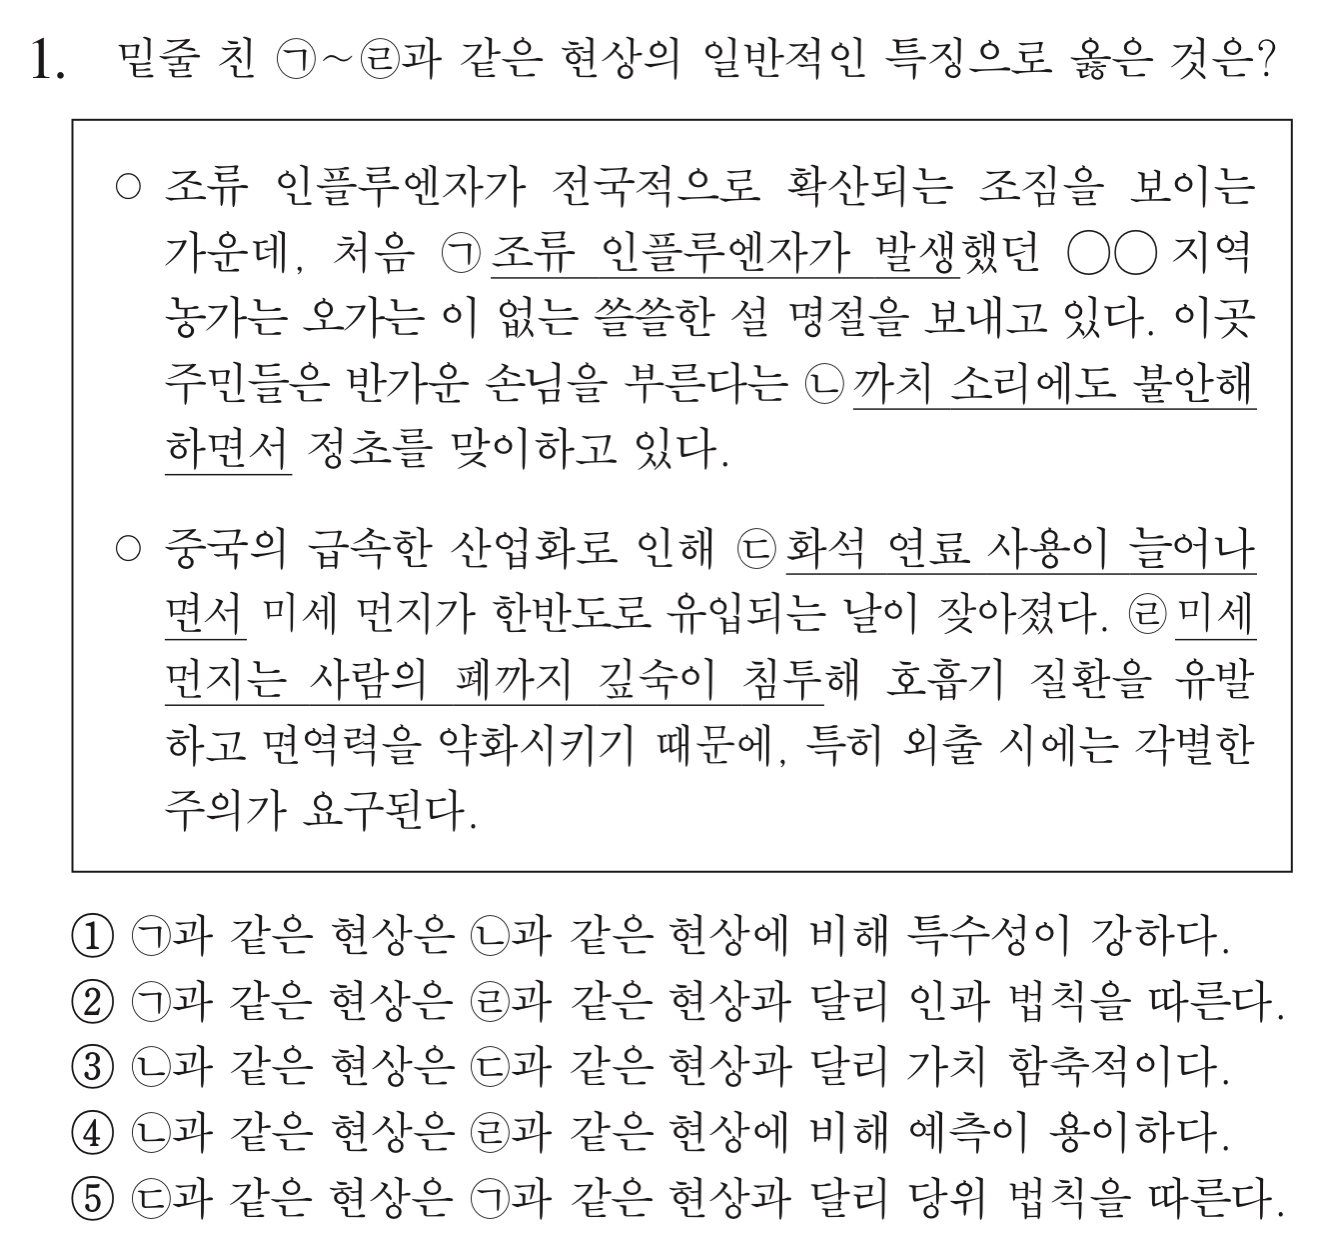 1. 밑줄 친 ㉠~㉣과 같은 현상의 일반적인 특징으로 옳은 것은?
○ 조류 인플루엔자가 전국적으로 확산되는 조짐을 보이는
가운데, 처음 ㉠조류 인플루엔자가 발생했던 ○○지역
농가는 오가는 이 없는 쓸쓸한 설 명절을 보내고 있다. 이곳
주민들은 반가운 손님을 부른다는 ㉡까치 소리에도 불안해
하면서 정초를 맞이하고 있다.
○ 중국의 급속한 산업화로 인해 ㉢화석 연료 사용이 늘어나
면서 미세 먼지가 한반도로 유입되는 날이 잦아졌다. ㉣미세
먼지는 사람의 폐까지 깊숙이 침투해 호흡기 질환을 유발
하고 면역력을 약화시키기 때문에, 특히 외출 시에는 각별한
주의가 요구된다.
① ㉠과 같은 현상은 ㉡과 같은 현상에 비해 특수성이 강하다.
② ㉠과 같은 현상은 ㉣과 같은 현상과 달리 인과 법칙을 따른다.
③ ㉡과 같은 현상은 ㉢과 같은 현상과 달리 가치 함축적이다.
④ ㉡과 같은 현상은 ㉣과 같은 현상에 비해 예측이 용이하다.
⑤ ㉢과 같은 현상은 ㉠과 같은 현상과 달리 당위 법칙을 따른다.